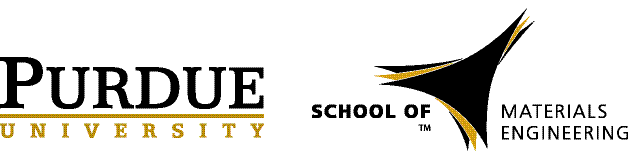 PURDUE
UNIVERSITY
SCHOOL OF
™
MATERIALS
ENGINEERING